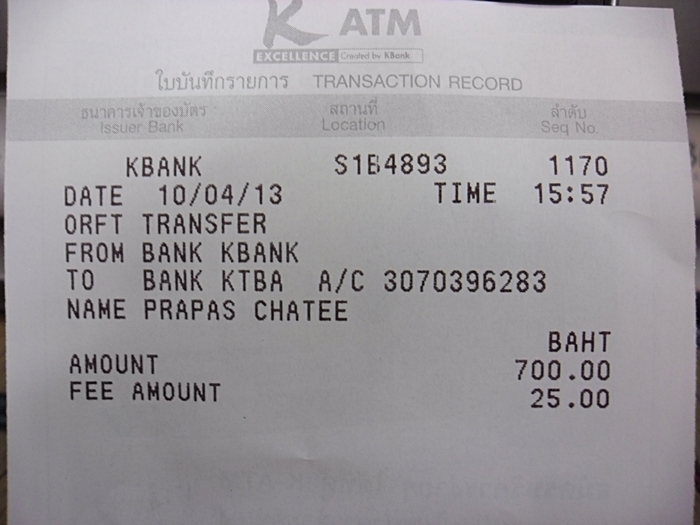 K ATM
EXCELLENCE Created by KBank
ใบบันทึกรายการ TRANSACTION RECORD
ธนาคารเจ้าของบัตร สถานที่ ลำดับ
Issuer Bank Location Seq No.
KBANK S1B4893 1170
DATE 10/04/13 TIME 15:57
ORFT TRANSFER
FROM BANK KBANK
TO BANK KTBA A/C 3070396283
NAME PRAPAS CHATEE
BAHT
AMOUNT 700.00
FEE AMOUNT 25.00